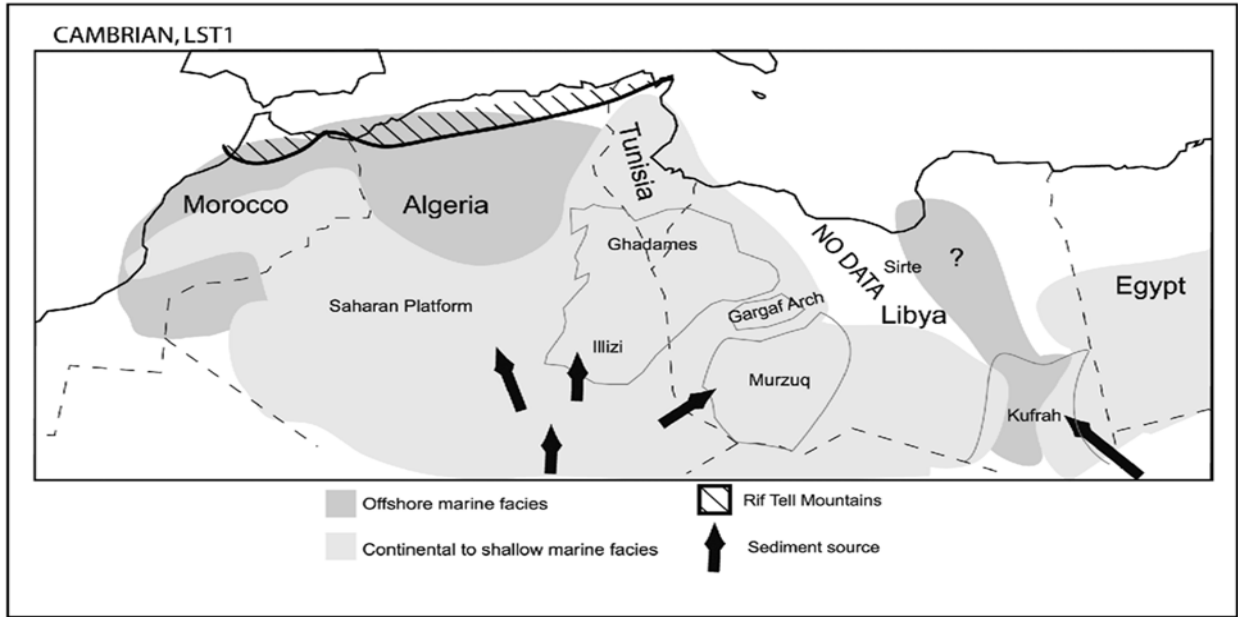 CAMBRIAN, LST1
Tunisia
Morocco
Algeria
Ghadames
NO DATA
Sirte
?
Egypt
Saharan Platform
Gargaf Arch
Libya
Illizi
Murzuq
Kufrah
Offshore marine facies
Rif Tell Mountains
Continental to shallow marine facies
Sediment source